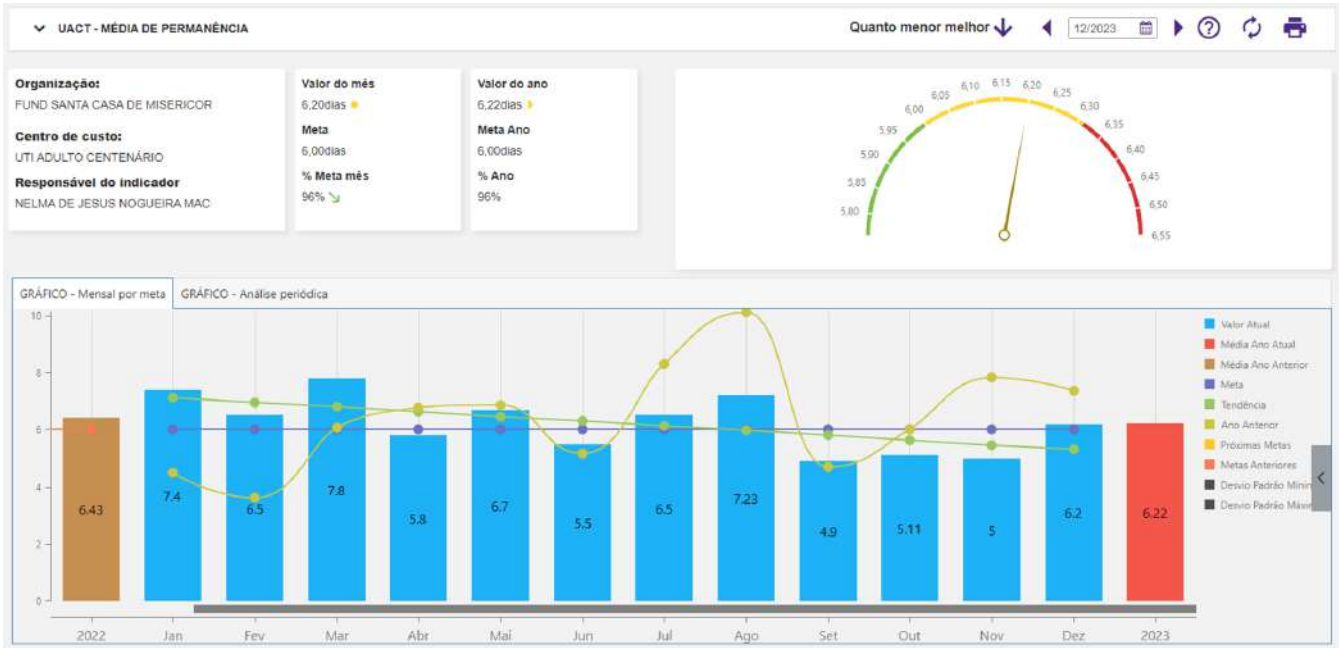 UACT - MÉDIA DE PERMANÊNCIA
Quanto menor melhor
12/2023
Organização:
FUND SANTA CASA DE MISERICOR
Centro de custo:
UTI ADULTO CENTENÁRIO
Responsável do indicador
NELMA DE JESUS NOGUEIRA MAC
Valor do mês
6,20dias
Meta
6,00dias
% Meta mês
96%
Valor do ano
6,22dias
Meta Ano
6,00dias
% Ano
96%
5,80
5,85
5,90
5,95
6,00
6,05
6,10
6,15
6,20
6,25
6,30
6,35
6,40
6,45
6,50
6,55
GRÁFICO - Mensal por meta
GRÁFICO - Análise periódica
10
8
6
4
2
0
6.43
7.4
6.5
7.8
5.8
6.7
5.5
6.5
7.23
4.9
5.11
5
6.2
6.22
2022
Jan
Fev
Mar
Abr
Mai
Jun
Jul
Ago
Set
Out
Nov
Dez
2023
Valor Atual
Média Ano Atual
Média Ano Anterior
Meta
Tendência
Ano Anterior
Próximas Metas
Metas Anteriores
Desvio Padrão Mínin
Desvio Padrão Máxi